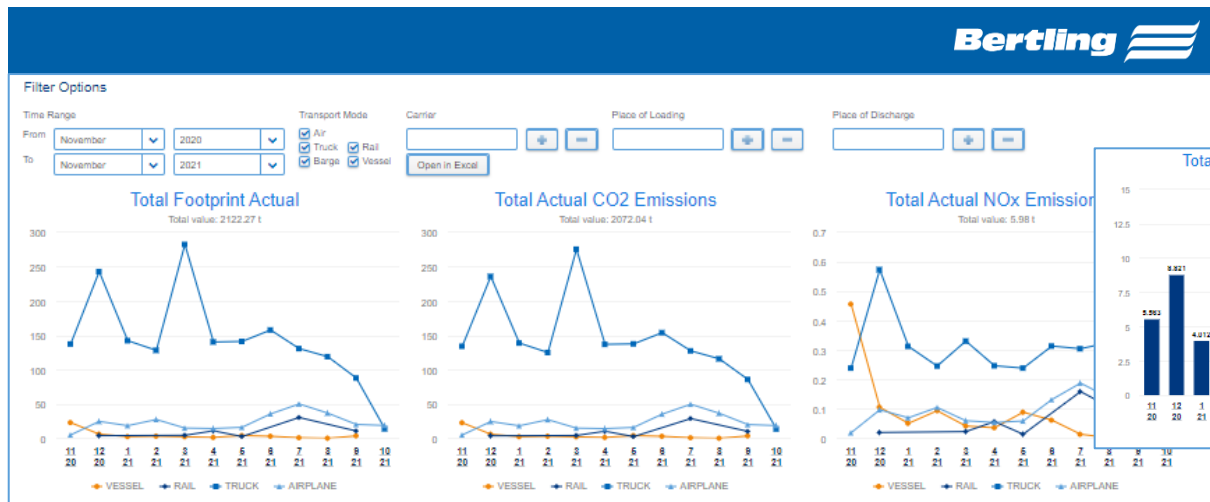 Bertling
Filter Options
Time Range
Transport Mode
Carrier
Place of Loading
Place of Discharge
From
November
2020
Air
Truck
Rail
To
November
2021
Barge
Vessel
Open in Excel
Total Footprint Actual
Total value: 2122.27 t
300
250
200
150
100
50
0
11 12 1 2 3 4 5 6 7 8 9 10
20 20 21 21 21 21 21 21 21 21 21 21
VESSEL RAIL TRUCK AIRPLANE
Total Actual CO2 Emissions
Total value: 2072.04 t
300
250
200
150
100
50
0
11 12 1 2 3 4 5 6 7 8 9 10
20 20 21 21 21 21 21 21 21 21 21 21
VESSEL RAIL TRUCK AIRPLANE
Total Actual NOx Emission
Total value: 5.98 t
0.7
0.6
0.5
0.4
0.3
0.2
0.1
0
11 12 1 2 3 4 5 6 7 8 9 10
20 20 21 21 21 21 21 21 21 21 21 21
VESSEL RAIL TRUCK AIRPLANE
Tota
15
12.5
10
7.5
5
2.5
0
5.563
8.821
4.012
11 12 1
20 20 21